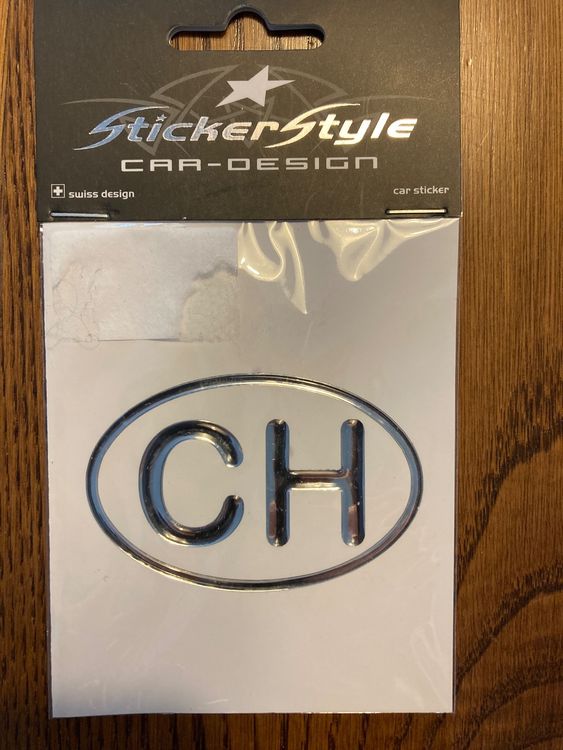 StickerStyle
CAR-DESIGN
swiss design
car sticker
CH